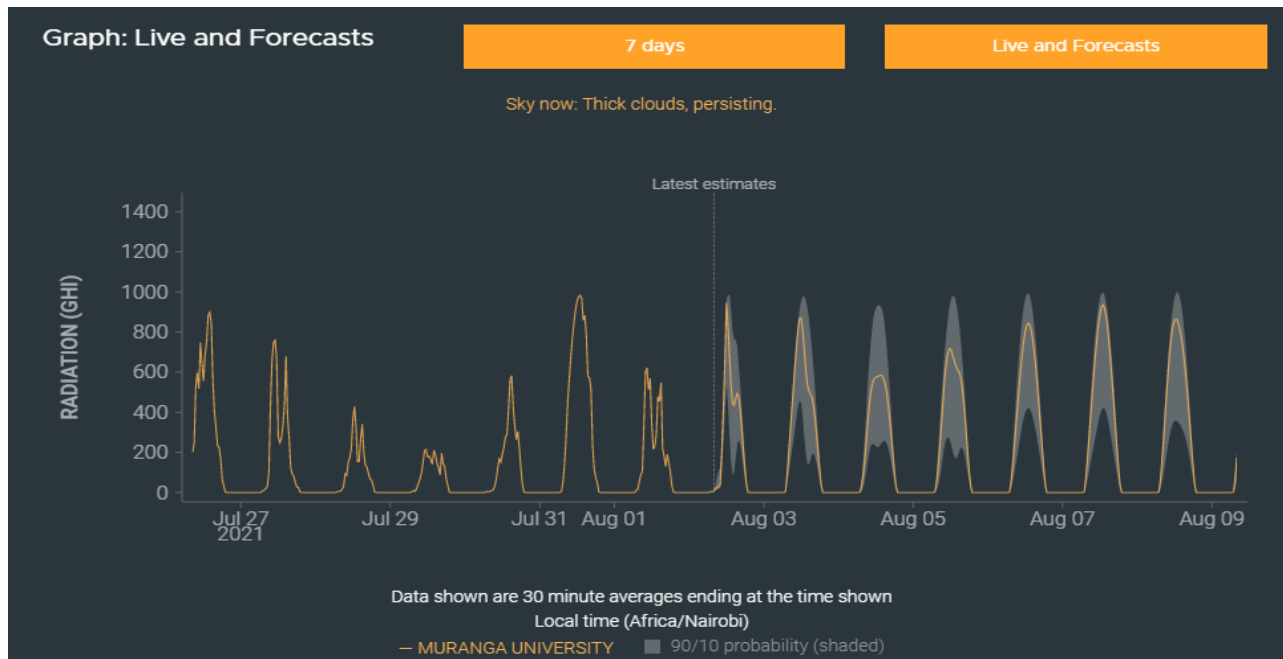 Graph: Live and Forecasts
7 days
Live and Forecasts
Sky now: Thick clouds, persisting.
Latest estimates
RADIATION (GHI)
1400
1200
1000
800
600
400
200
0
Jul 27 Jul 29 Jul 31 Aug 01 Aug 03 Aug 05 Aug 07 Aug 09
2021
Data shown are 30 minute averages ending at the time shown
Local time (Africa/Nairobi)
MURANGA UNIVERSITY 90/10 probability (shaded)